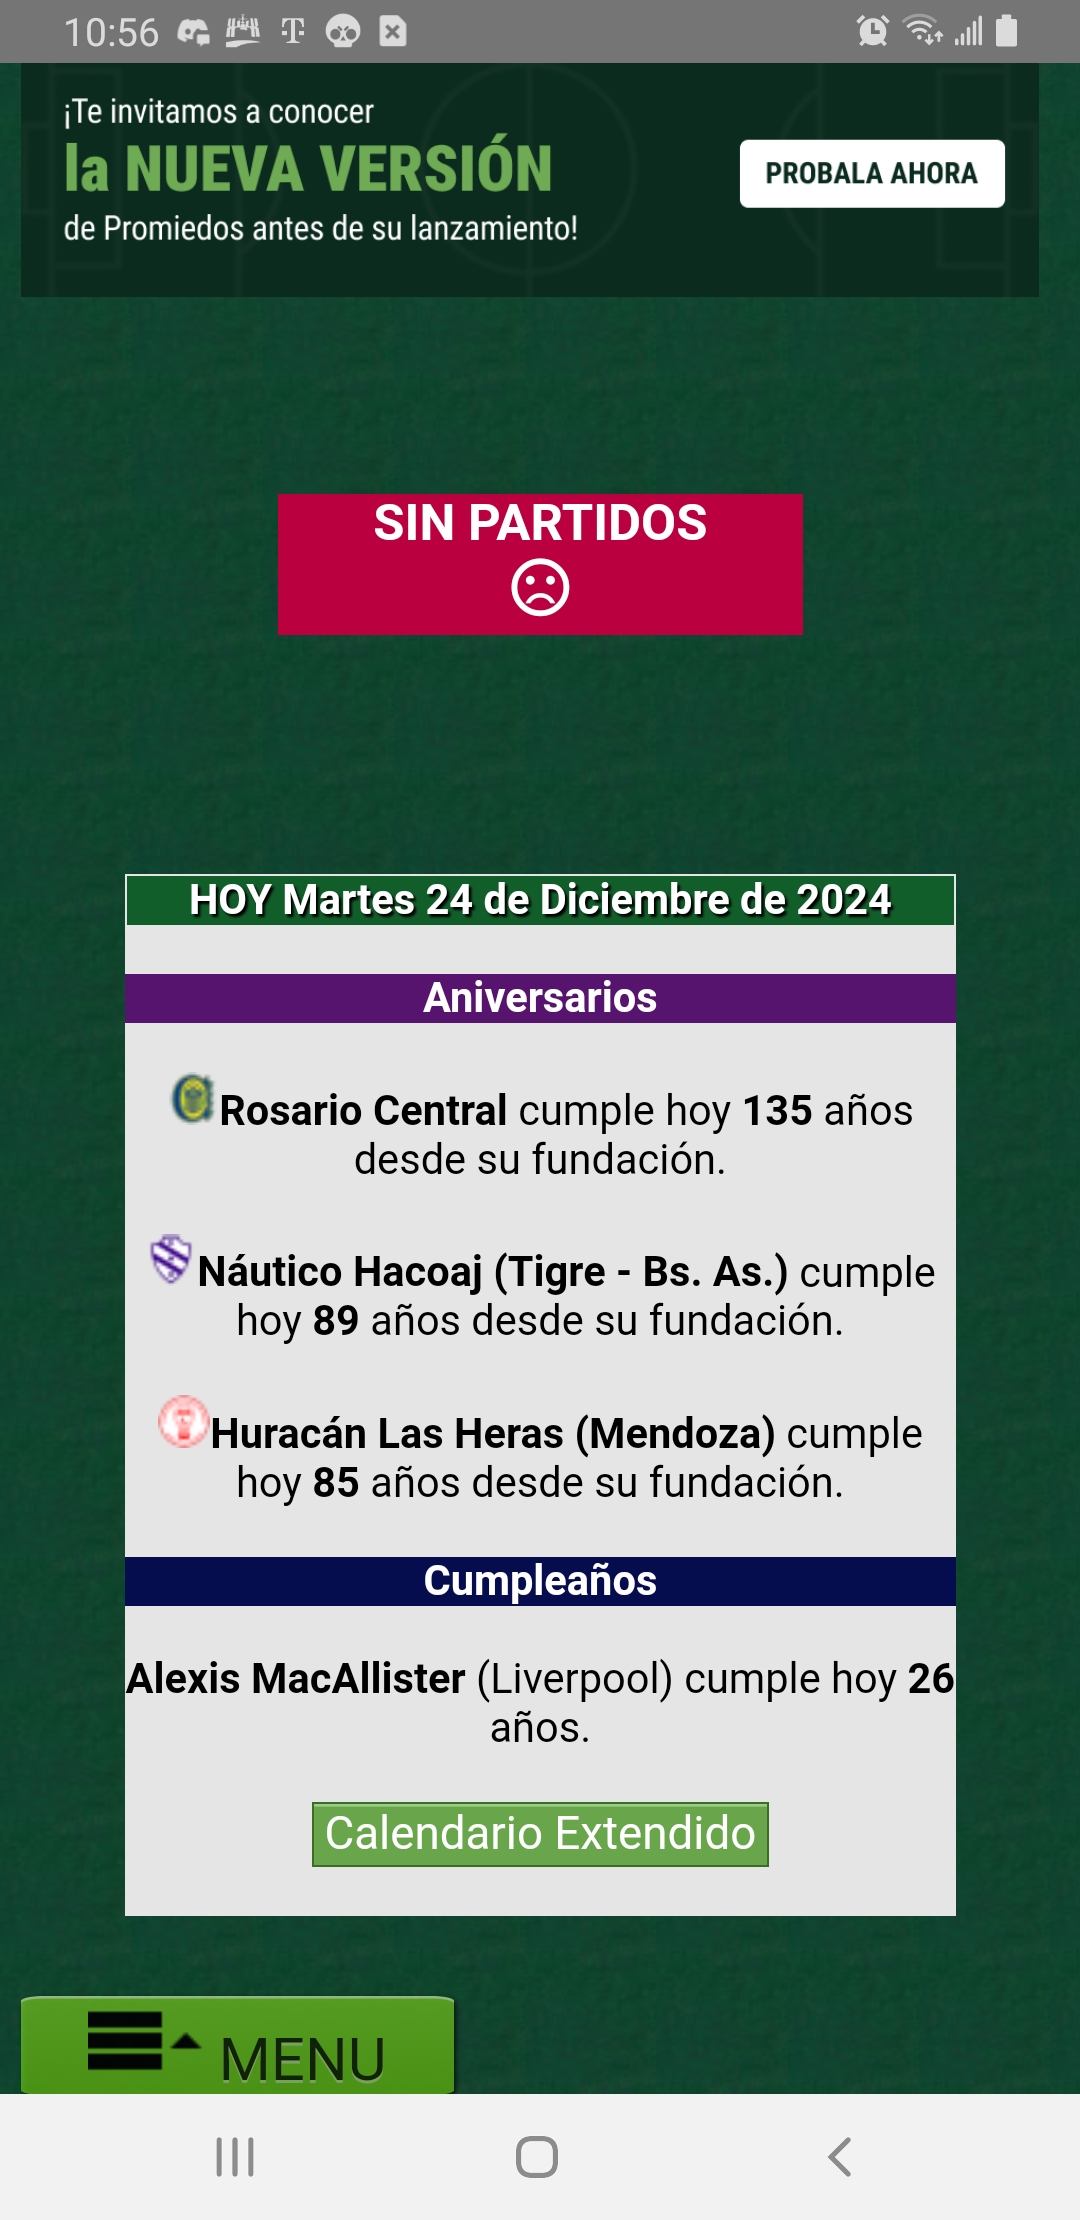 10:56
¡Te invitamos a conocer
la NUEVA VERSIÓN
de Promiedos antes de su lanzamiento!
PROBALA AHORA
SIN PARTIDOS
HOY Martes 24 de Diciembre de 2024
Aniversarios
Rosario Central cumple hoy 135 años
desde su fundación.
Náutico Hacoaj (Tigre - Bs. As.) cumple
hoy 89 años desde su fundación.
Huracán Las Heras (Mendoza) cumple
hoy 85 años desde su fundación.
Cumpleaños
Alexis MacAllister (Liverpool) cumple hoy 26
años.
Calendario Extendido
MENU